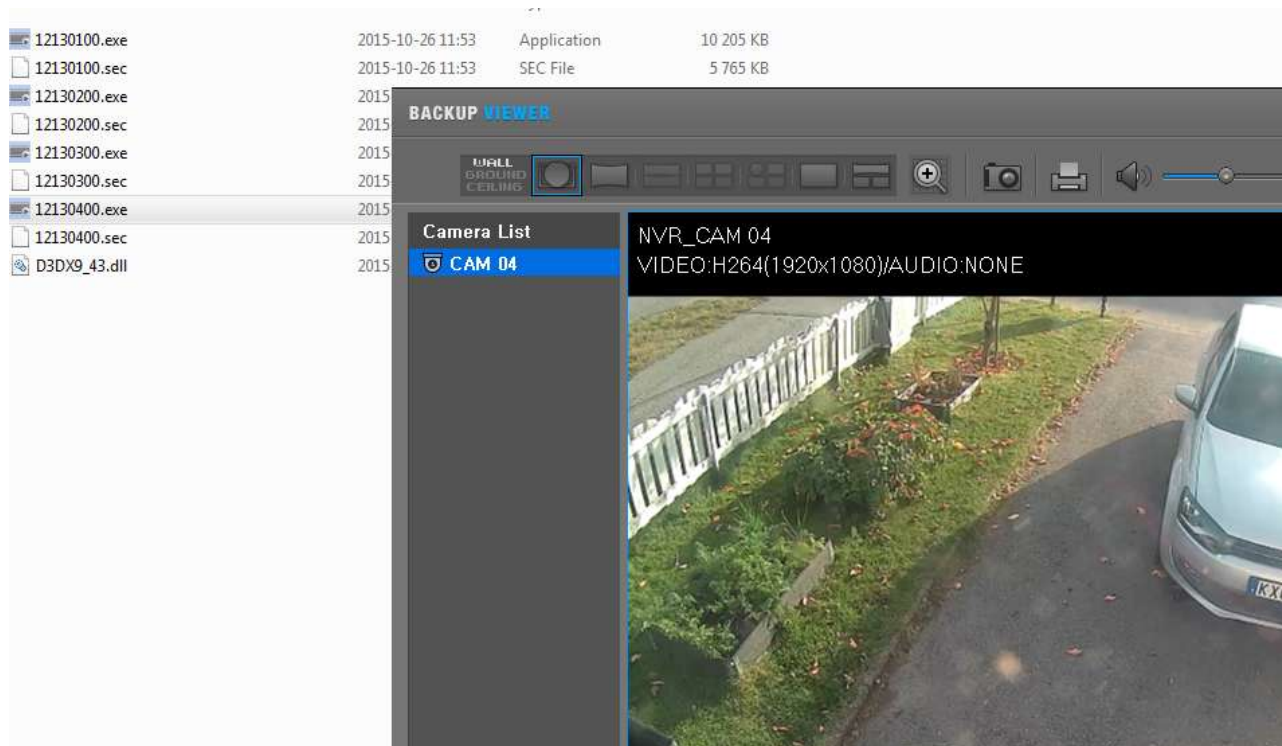 12130100.exe 2015-10-26 11:53 Application 10 205 KB
12130100.sec 2015-10-26 11:53 SEC File 5 765 KB
12130200.exe 2015
12130200.sec 2015
12130300.exe 2015
12130300.sec 2015
12130400.exe 2015
12130400.sec 2015
D3DX9_43.dll 2015
BACKUP VIEWER
WALL
GROUND
CEILING
Camera List
CAM 04
NVR_CAM 04
VIDEO:H264(1920x1080)/AUDIO:NONE